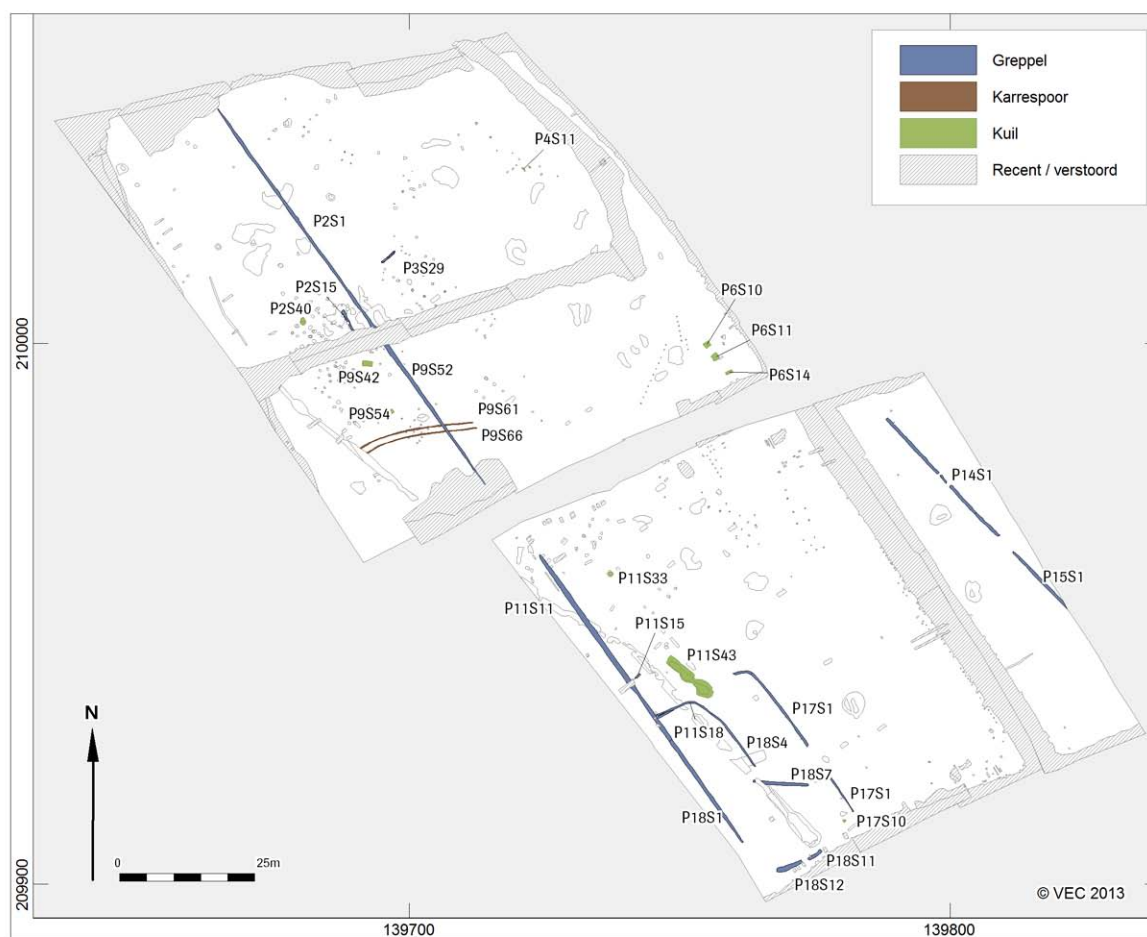 Greppel
Karrespoor
Kuil
Recent / verstoord
P4S11
P2S1
P3S29
P2S15
P2S40
P6S10
P6S11
P6S14
210000
P9S42
P9S52
P9S54
P9S61
P9S66
P14S1
P15S1
P11S33
P11S11
P11S15
P11S43
P17S1
P11S18
P18S4
P18S7
P17S1
P17S10
P18S1
P18S11
P18S12
N
0
25m
209900
© VEC 2013
139700
139800